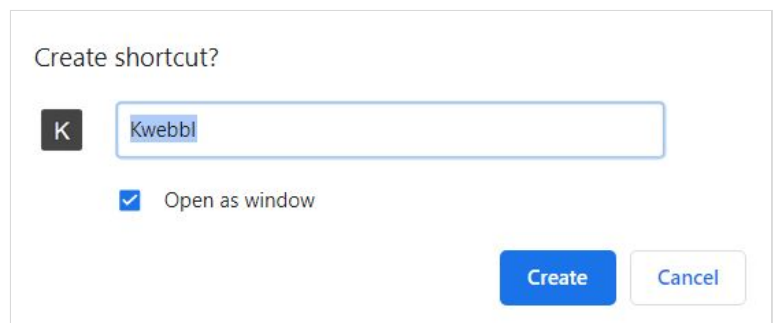 Create shortcut?
K
Kwebbl
Open as window
Create
Cancel